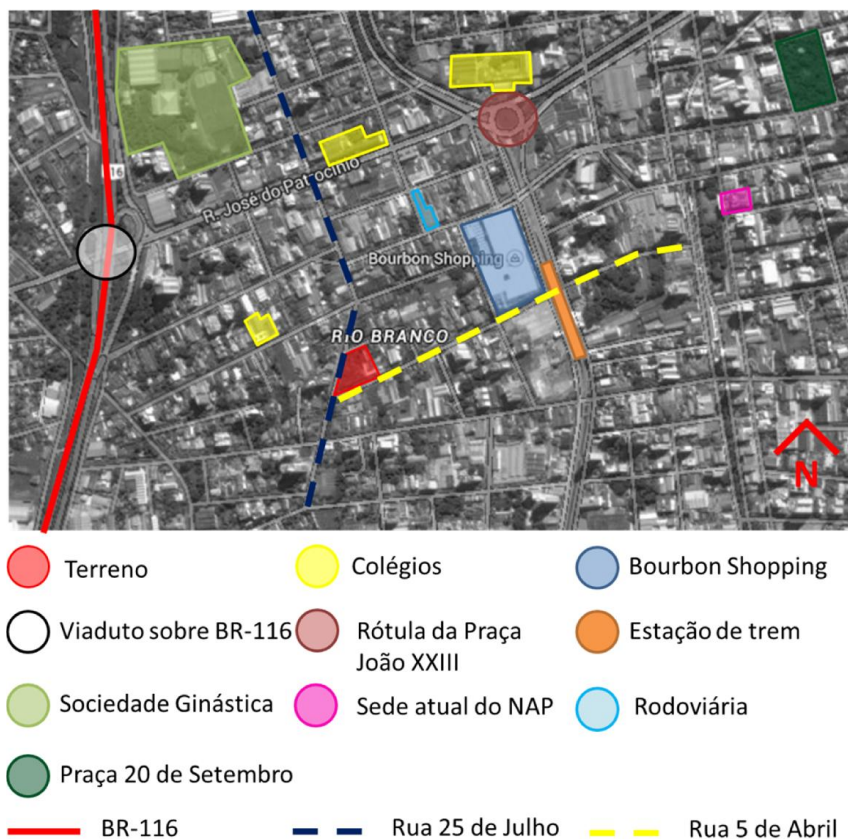 16
R. José do Patrocínio
Bourbon Shopping
RIO BRANCO
N
Terreno
Colégios
Bourbon Shopping
Viaduto sobre BR-116
Rótula da Praça
João XXIII
Estação de trem
Sociedade Ginástica
Sede atual do NAP
Rodoviária
Praça 20 de Setembro
BR-116
Rua 25 de Julho
Rua 5 de Abril